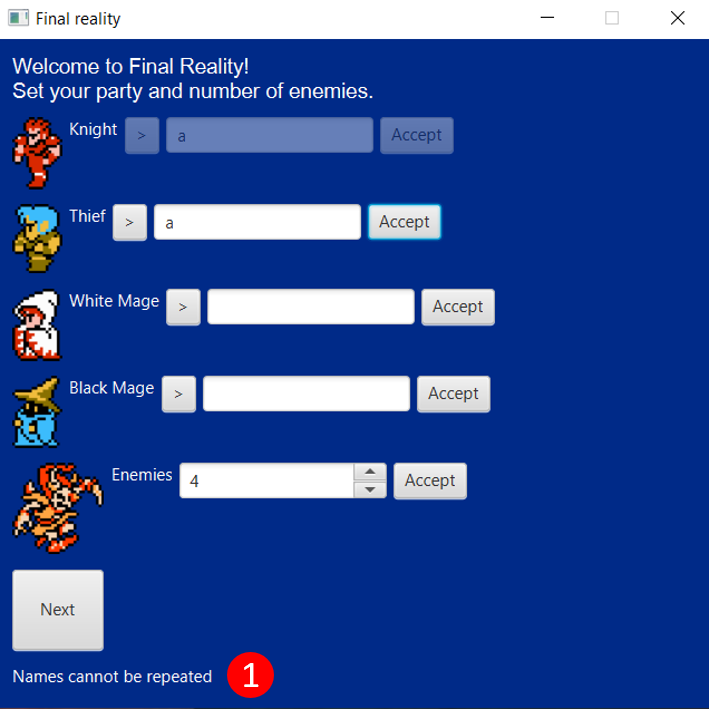 Final reality
Welcome to Final Reality!
Set your party and number of enemies.
Knight > a Accept
Thief > a Accept
White Mage > Accept
Black Mage > Accept
Enemies 4 Accept
Next
Names cannot be repeated 1